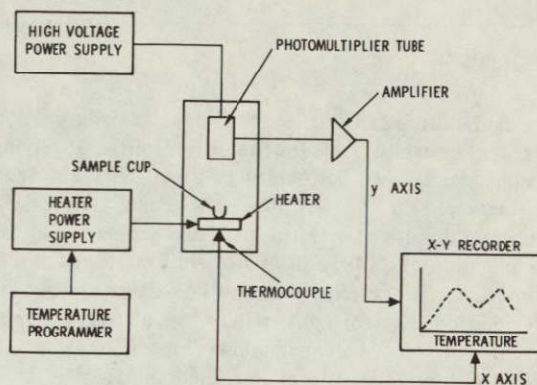 HIGH VOLTAGE
POWER SUPPLY
PHOTOMULTIPLIER TUBE
AMPLIFIER
SAMPLE CUP
HEATER
y AXIS
HEATER
POWER
SUPPLY
X-Y RECORDER
THERMOCOUPLE
TEMPERATURE
PROGRAMMER
TEMPERATURE
X AXIS